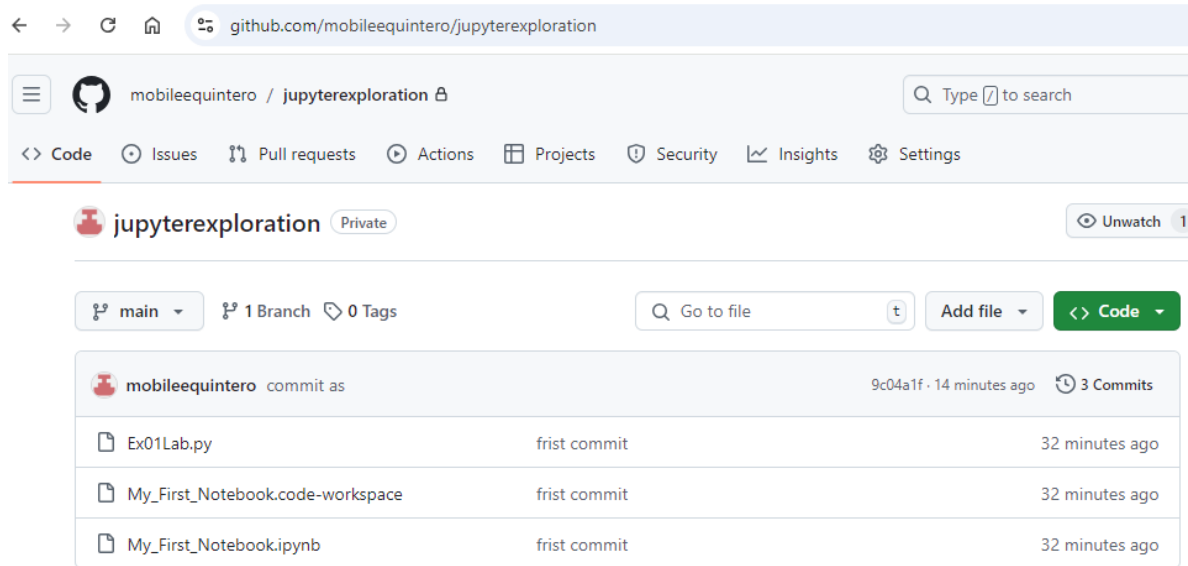 github.com/mobileequintero/jupyterexploration
mobileequintero / jupyterexploration
Type / to search
<> Code Issues Pull requests Actions Projects Security Insights Settings
jupyterexploration Private Unwatch 1
main 1 Branch 0 Tags Go to file t Add file <> Code
mobileequintero commit as 9c04a1f · 14 minutes ago 3 Commits
Ex01Lab.py frist commit 32 minutes ago
My_First_Notebook.code-workspace frist commit 32 minutes ago
My_First_Notebook.ipynb frist commit 32 minutes ago